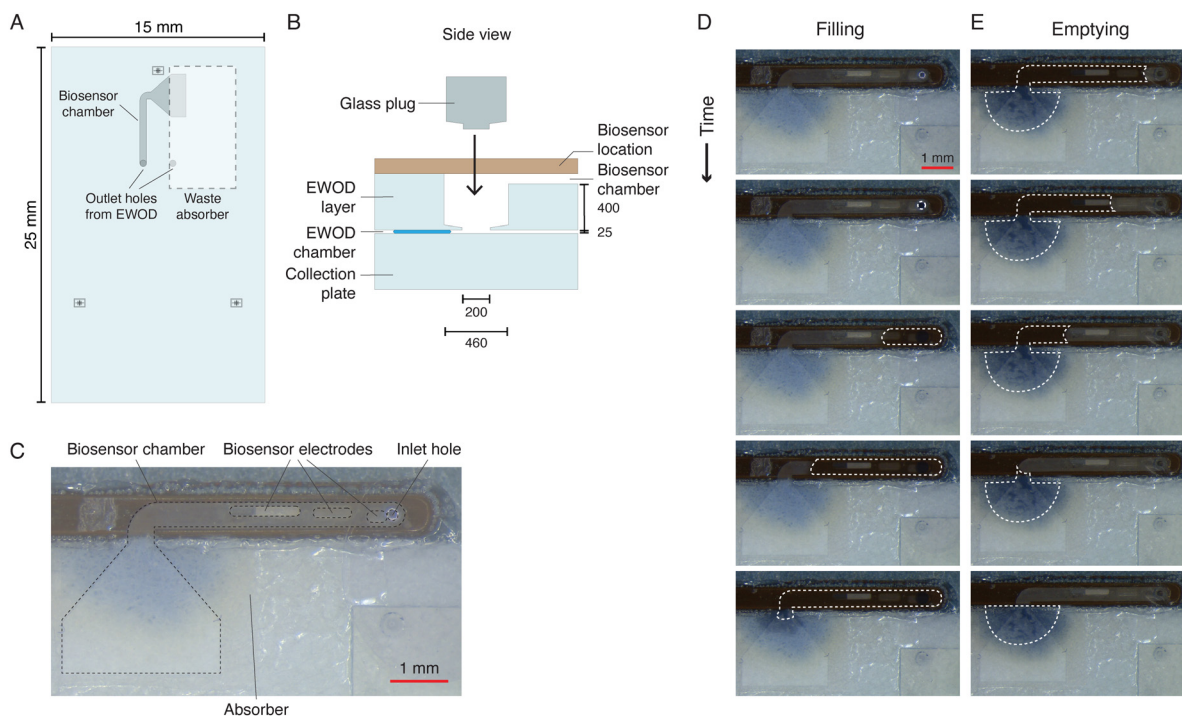 A
15 mm
25 mm
Biosensor
chamber
Outlet holes
from EWOD
Waste
absorber
B
Side view
Glass plug
Biosensor
location
Biosensor
chamber
EWOD
layer
400
25
EWOD
chamber
Collection
plate
200
460
C
Biosensor chamber
Biosensor electrodes
Inlet hole
1 mm
Absorber
D
Filling
Time
1 mm
E
Emptying